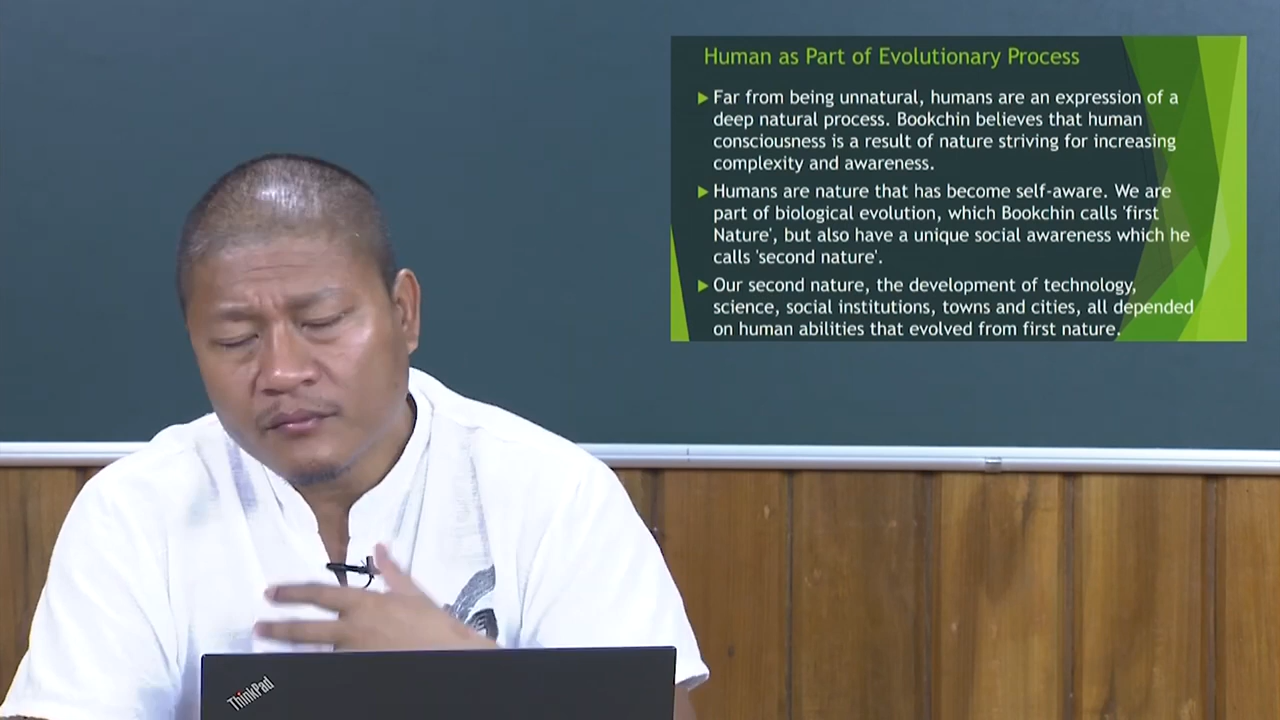 Human as Part of Evolutionary Process
Far from being unnatural, humans are an expression of a
deep natural process. Bookchin believes that human
consciousness is a result of nature striving for increasing
complexity and awareness.
Humans are nature that has become self-aware. We are
part of biological evolution, which Bookchin calls 'first
Nature', but also have a unique social awareness which he
calls 'second nature'.
Our second nature, the development of technology,
science, social institutions, towns and cities, all depended
on human abilities that evolved from first nature.
ThinkPad